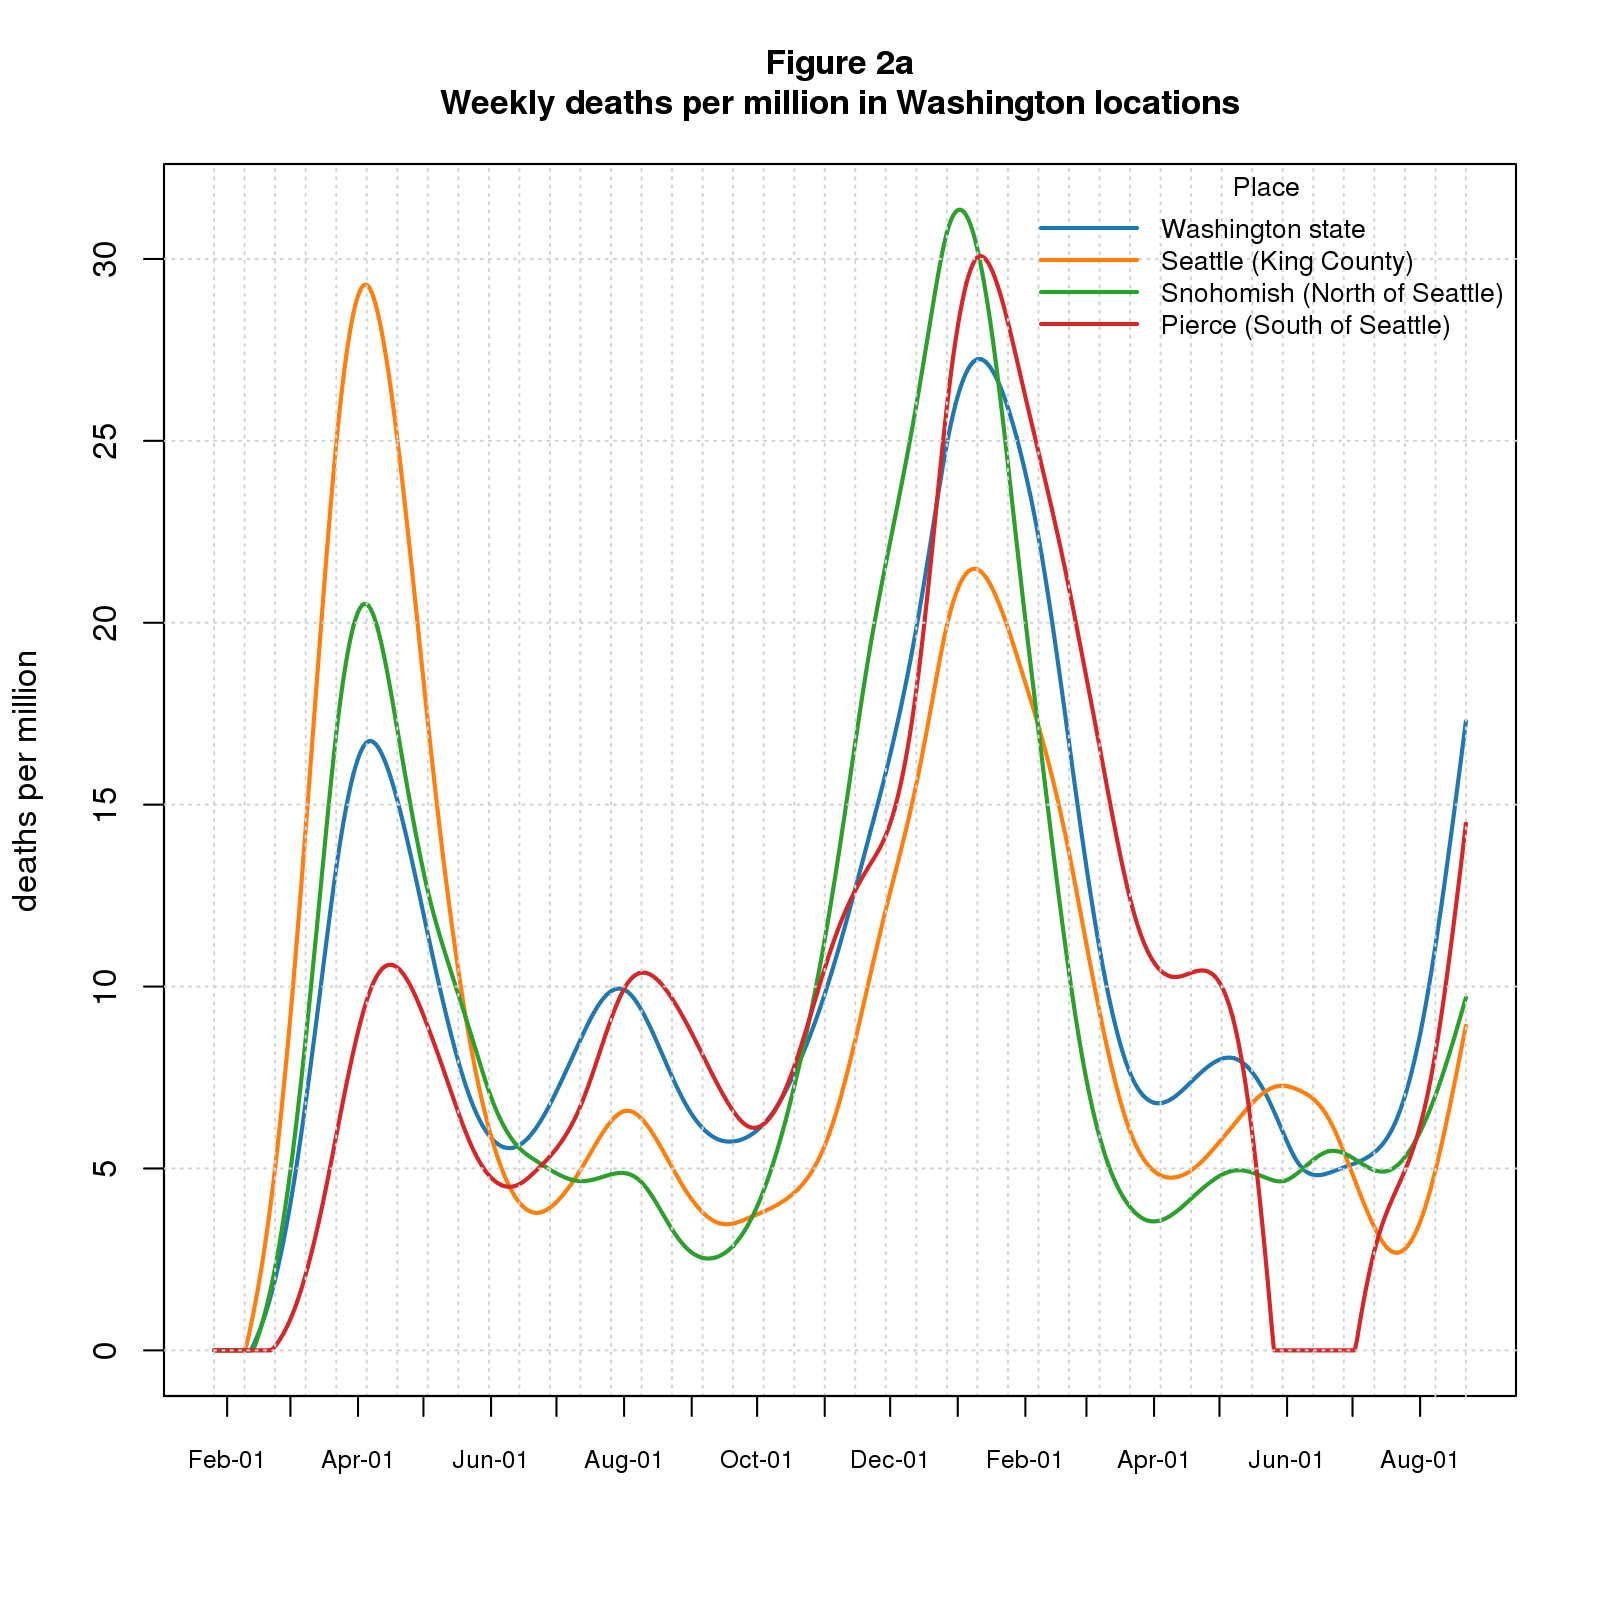 Figure 2a
Weekly deaths per million in Washington locations
Place
Washington state
Seattle (King County)
Snohomish (North of Seattle)
Pierce (South of Seattle)
deaths per million
30
25
20
15
10
5
0
Feb-01 Apr-01 Jun-01 Aug-01 Oct-01 Dec-01 Feb-01 Apr-01 Jun-01 Aug-01